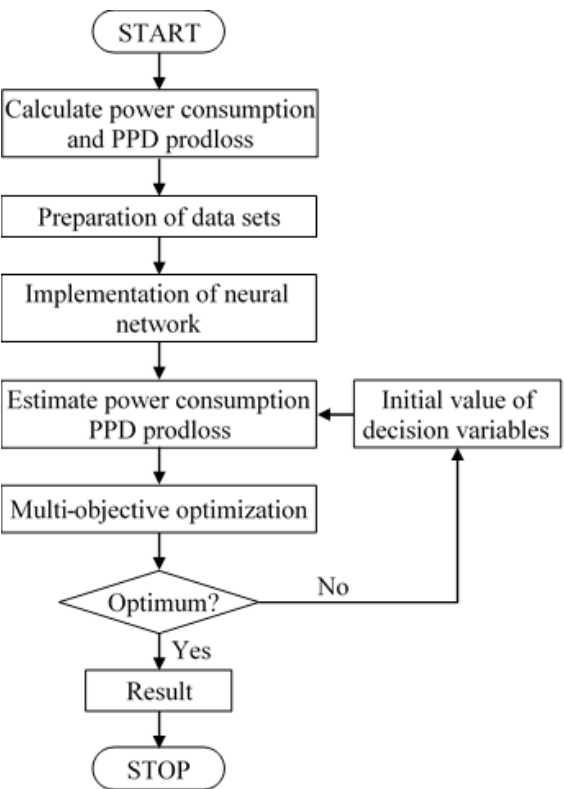 START
Calculate power consumption
and PPD prodloss
Preparation of data sets
Implementation of neural
network
Estimate power consumption
PPD prodloss
Initial value of
decision variables
Multi-objective optimization
Optimum?
No
Yes
Result
STOP